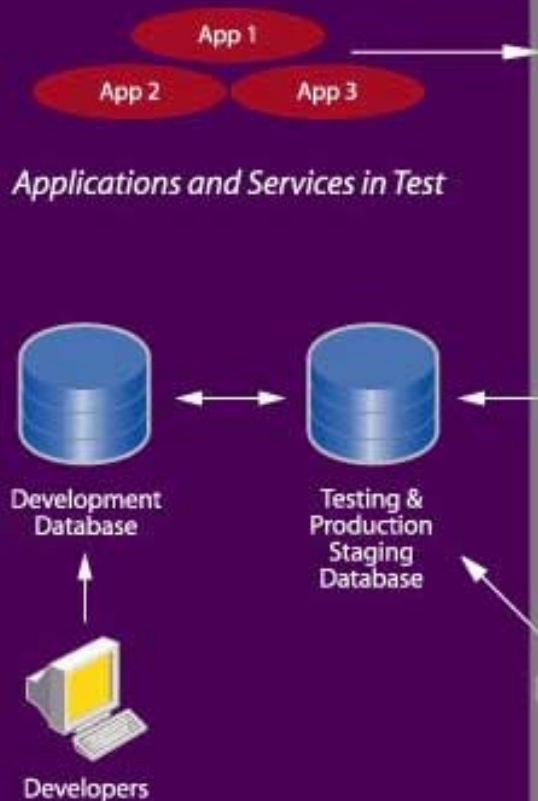 App 1
App 2
App 3
Applications and Services in Test
Development
Database
Testing &
Production
Staging
Database
Developers